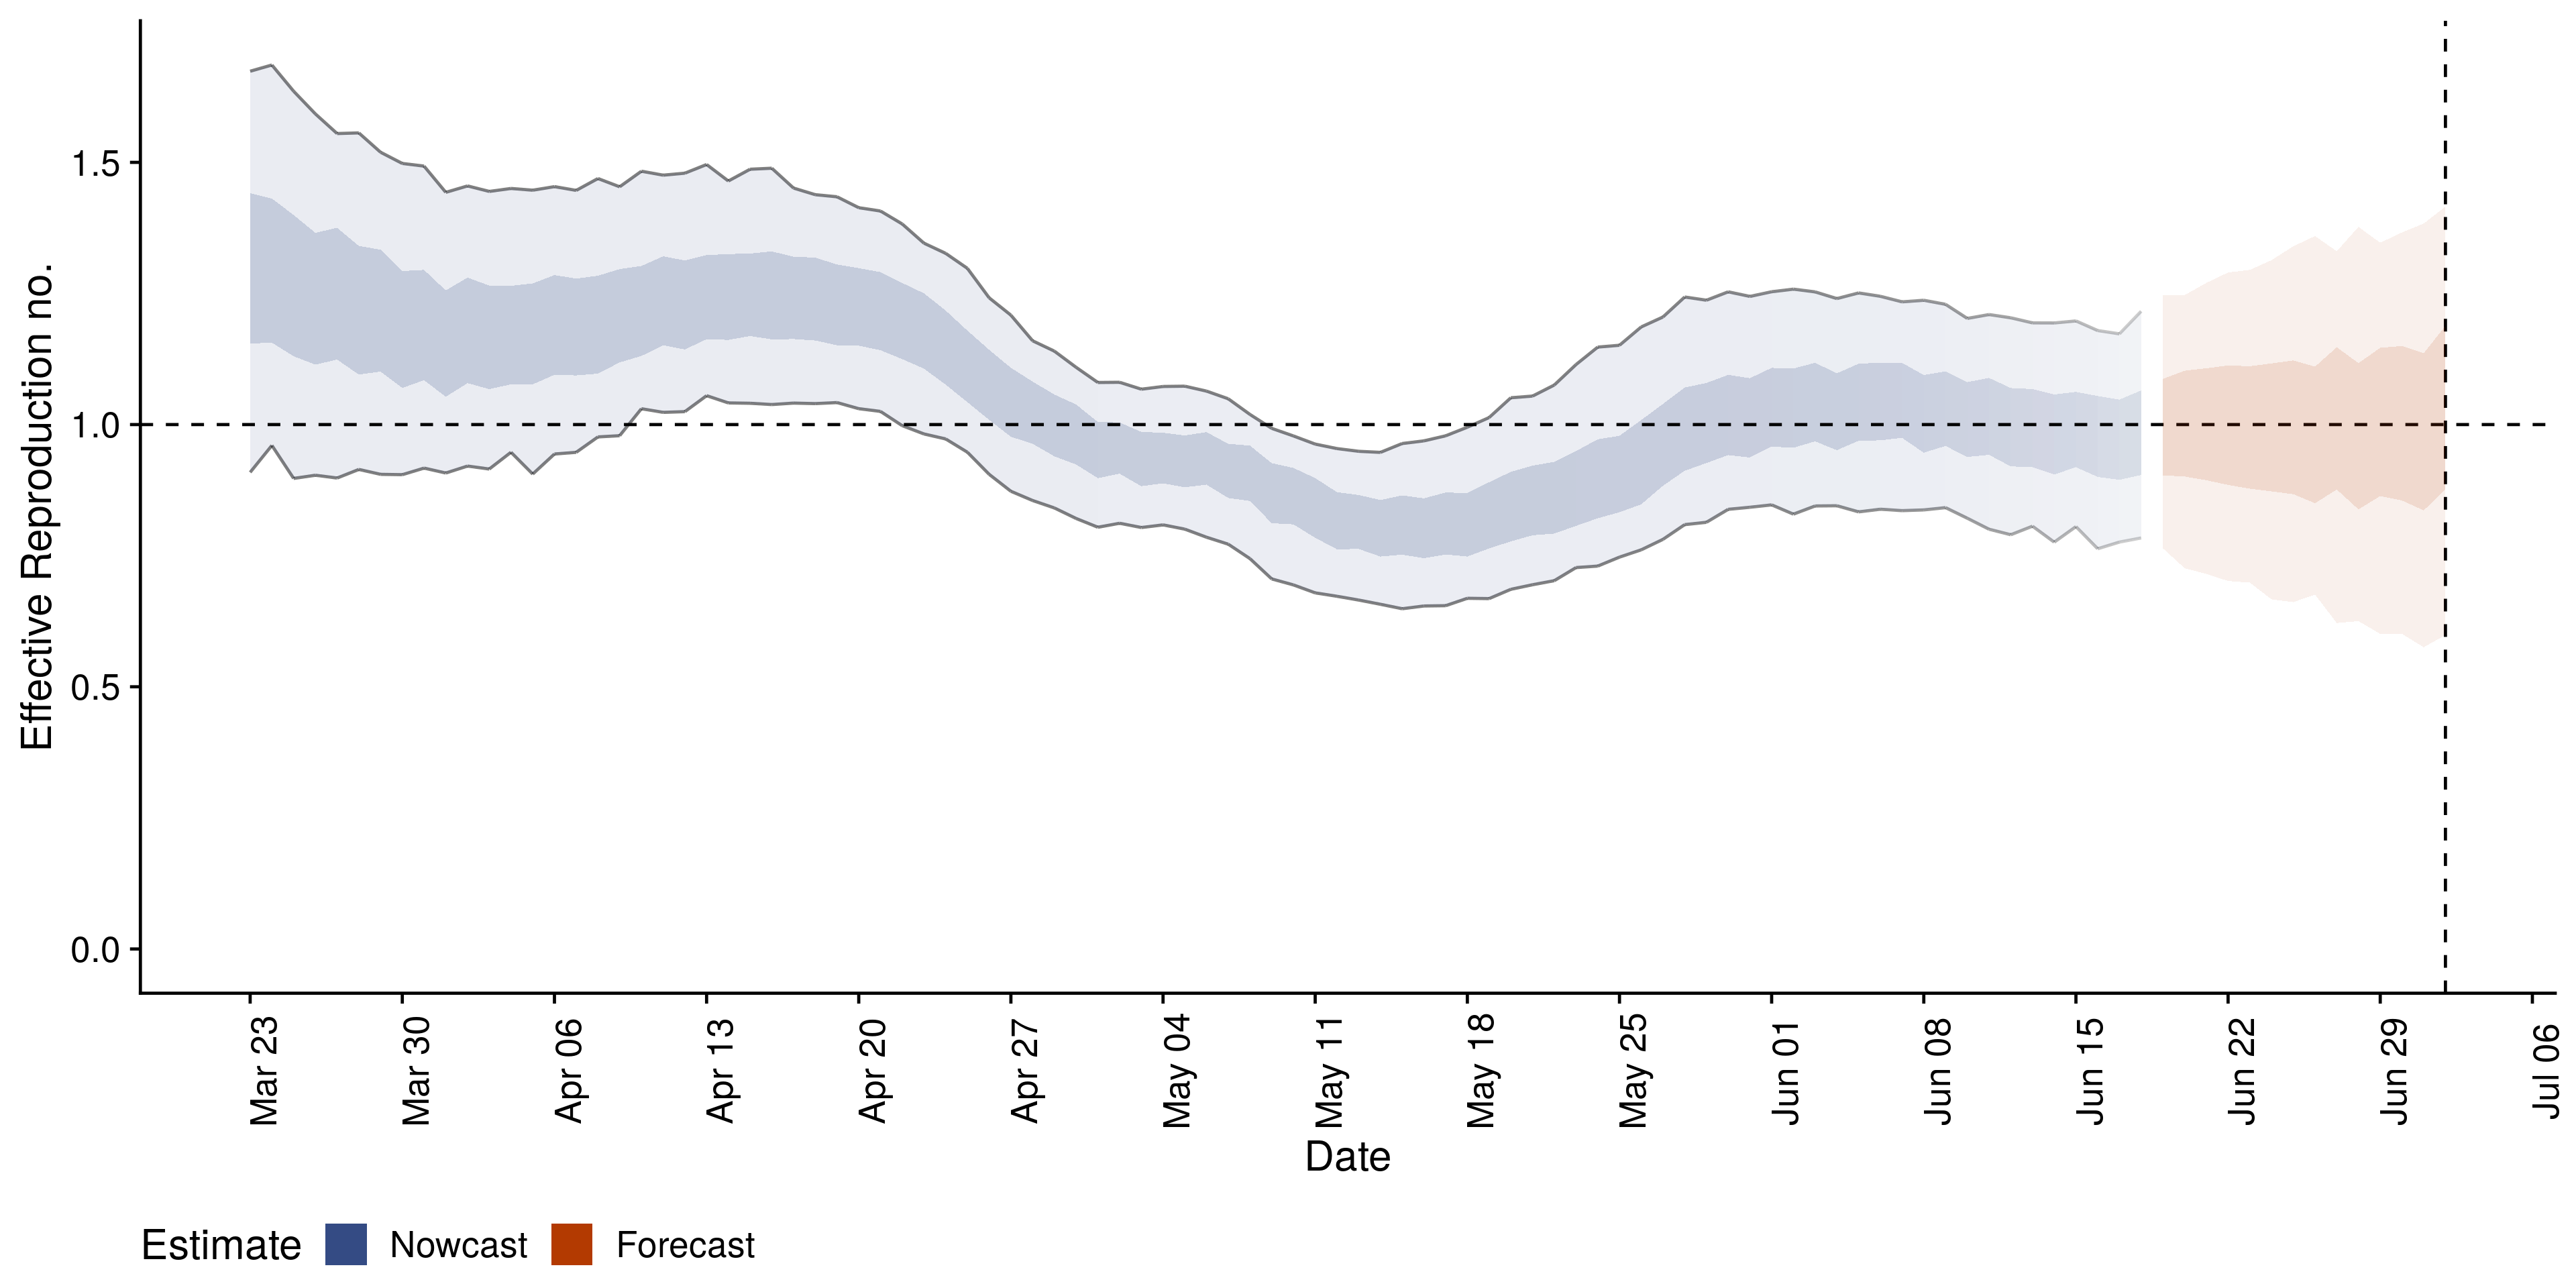 Effective Reproduction no.
1.5
1.0
0.5
0.0
Mar 23
Mar 30
Apr 06
Apr 13
Apr 20
Apr 27
May 04
May 11
May 18
May 25
Jun 01
Jun 08
Jun 15
Jun 22
Jun 29
Jul 06
Date
Estimate Nowcast Forecast